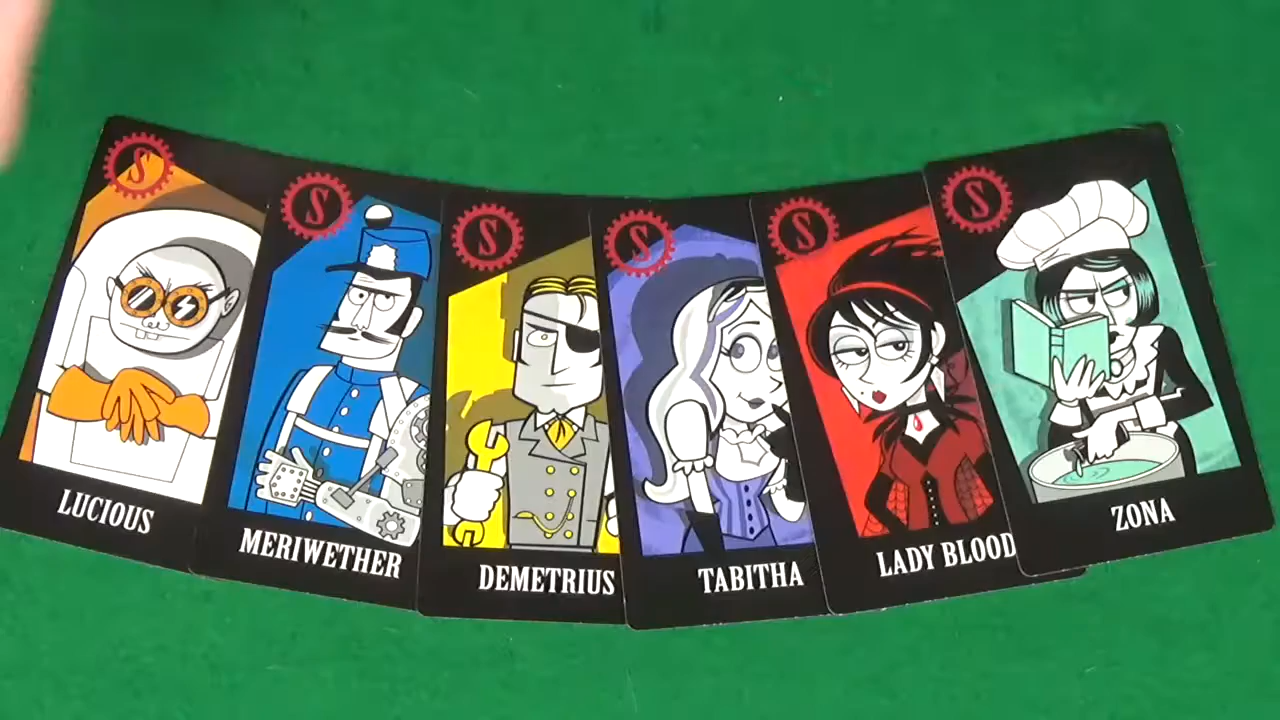 S
LUCIOUS
S
MERIWETHER
S
DEMETRIUS
S
TABITHA
S
LADY BLOOD
S
ZONA